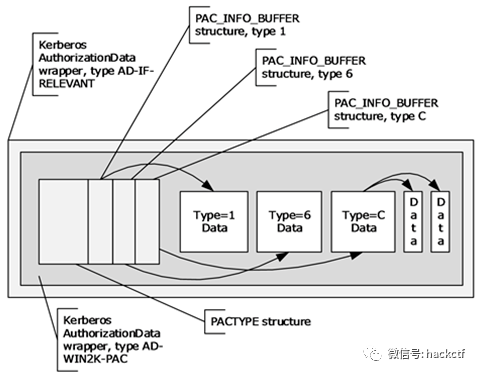 PAC_INFO_BUFFER
structure, type 1
Kerberos
AuthorizationData
wrapper, type AD-IF-
RELEVANT
PAC_INFO_BUFFER
structure, type 6
PAC_INFO_BUFFER
structure, type C
Type=1
Data
Type=6
Data
Type=C
Data
Data
Data
Kerberos
AuthorizationData
wrapper, type AD-
WIN2K-PAC
PACTYPE structure
微信号: hackctf